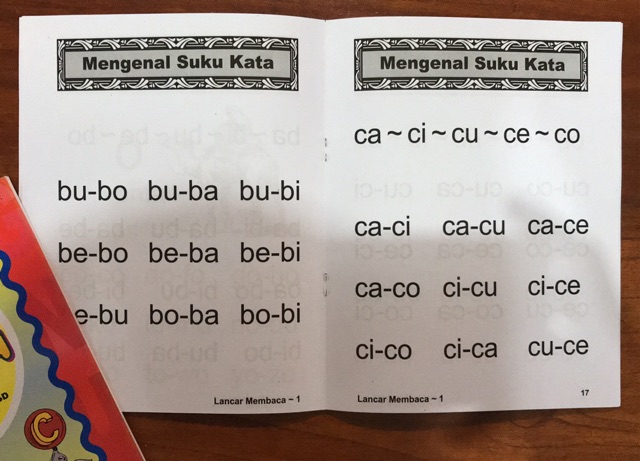 Mengenal Suku Kata
bu-bo bu-ba bu-bi
be-bo be-ba be-bi
e-bu bo-ba bo-bi
Lancar Membaca ~ 1
Mengenal Suku Kata
ca ~ ci ~ cu ~ ce ~ co
ca-ci ca-cu ca-ce
ca-co ci-cu ci-ce
ci-co ci-ca cu-ce
Lancar Membaca ~ 1
17
C